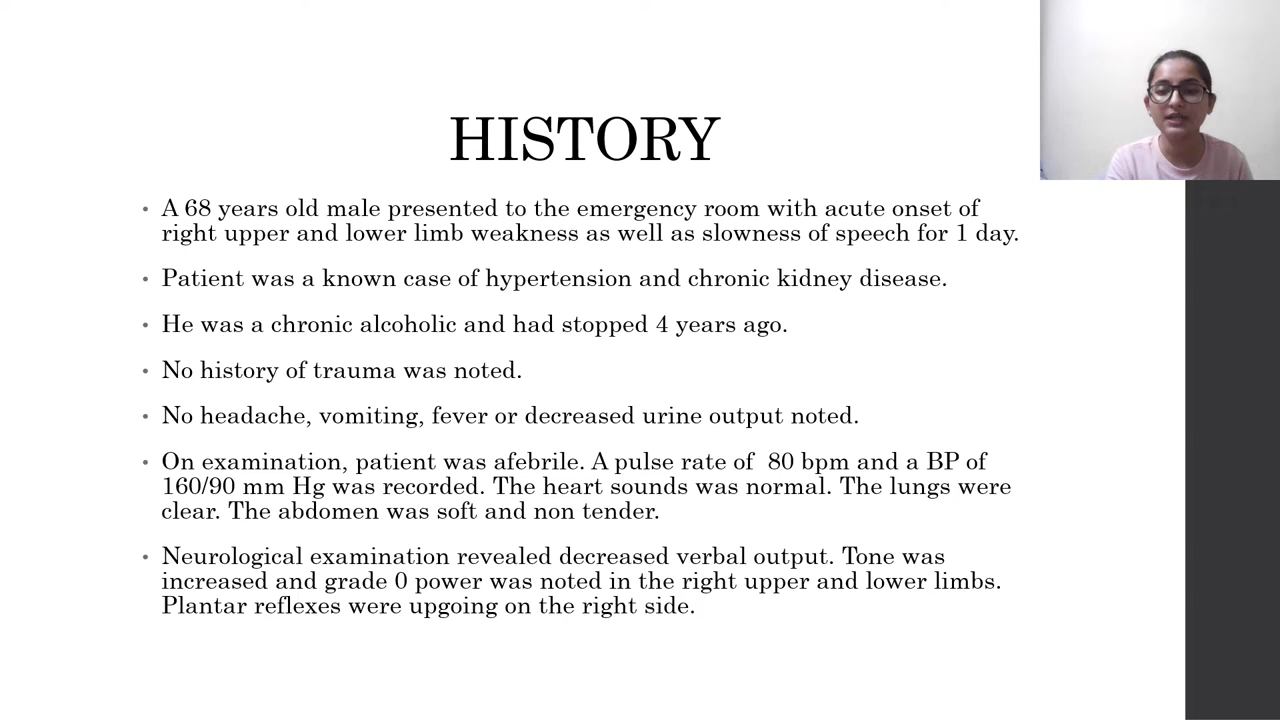 HISTORY
• A 68 years old male presented to the emergency room with acute onset of
right upper and lower limb weakness as well as slowness of speech for 1 day.
• Patient was a known case of hypertension and chronic kidney disease.
• He was a chronic alcoholic and had stopped 4 years ago.
• No history of trauma was noted.
• No headache, vomiting, fever or decreased urine output noted.
• On examination, patient was afebrile. A pulse rate of  80 bpm and a BP of
160/90 mm Hg was recorded. The heart sounds was normal. The lungs were
clear. The abdomen was soft and non tender.
• Neurological examination revealed decreased verbal output. Tone was
increased and grade 0 power was noted in the right upper and lower limbs.
Plantar reflexes were upgoing on the right side.